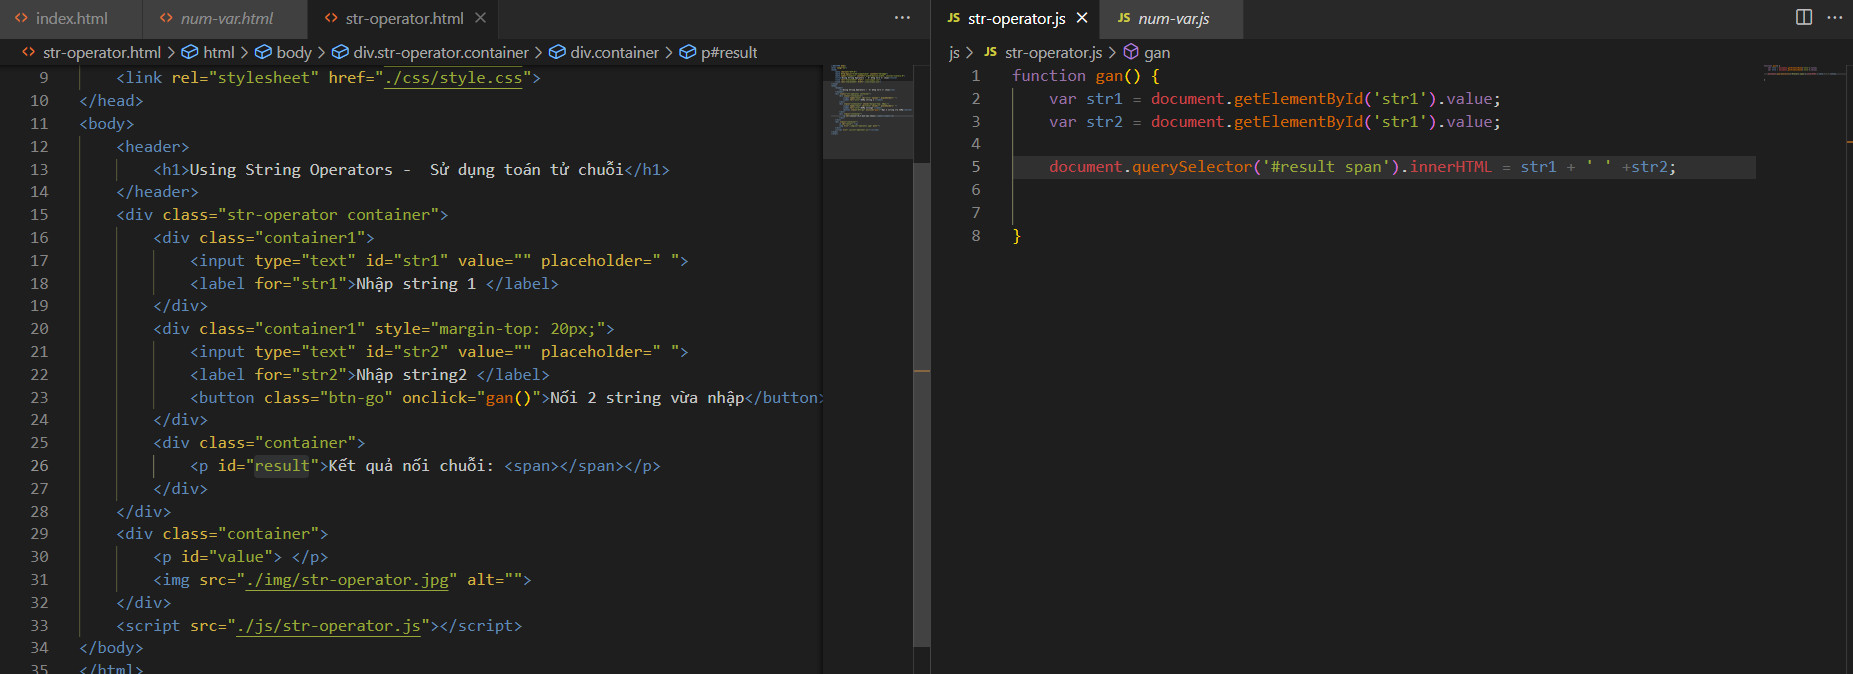 index.html
num-var.html
str-operator.html
str-operator.html > html > body > div.str-operator.container > div.container > p#result
9 <link rel="stylesheet" href="./css/style.css">
10 </head>
11 <body>
12 <header>
13 <h1>Using String Operators -  Sử dụng toán tử chuỗi</h1>
14 </header>
15 <div class="str-operator container">
16 <div class="container1">
17 <input type="text" id="str1" value="" placeholder=" ">
18 <label for="str1">Nhập string 1 </label>
19 </div>
20 <div class="container1" style="margin-top: 20px;">
21 <input type="text" id="str2" value="" placeholder=" ">
22 <label for="str2">Nhập string2 </label>
23 <button class="btn-go" onclick="gan()">Nối 2 string vừa nhập</button>
24 </div>
25 <div class="container">
26 <p id="result">Kết quả nối chuỗi: <span></span></p>
27 </div>
28 </div>
29 <div class="container">
30 <p id="value"> </p>
31 <img src="./img/str-operator.jpg" alt="">
32 </div>
33 <script src="./js/str-operator.js"></script>
34 </body>
35 </html>
JS str-operator.js
JS num-var.js
js > JS str-operator.js > gan
1 function gan() {
2 var str1 = document.getElementById('str1').value;
3 var str2 = document.getElementById('str1').value;
4
5 document.querySelector('#result span').innerHTML = str1 + ' ' +str2;
6
7
8 }